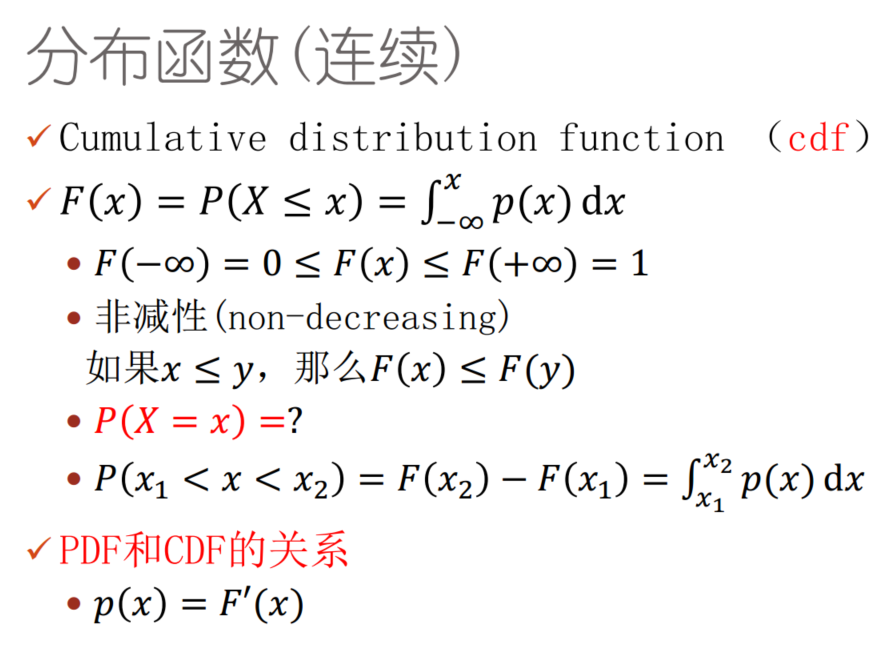 分布函数(连续)
✓Cumulative distribution function （cdf）
✓F(x) = P(X ≤ x) = ∫_{−∞}^{x} p(x) dx
• F(−∞) = 0 ≤ F(x) ≤ F(+∞) = 1
• 非减性(non-decreasing)
如果x ≤ y，那么F(x) ≤ F(y)
• P(X = x) =?
• P(x₁ < x < x₂) = F(x₂) − F(x₁) = ∫_{x₁}^{x₂} p(x) dx
✓PDF和CDF的关系
• p(x) = F′(x)